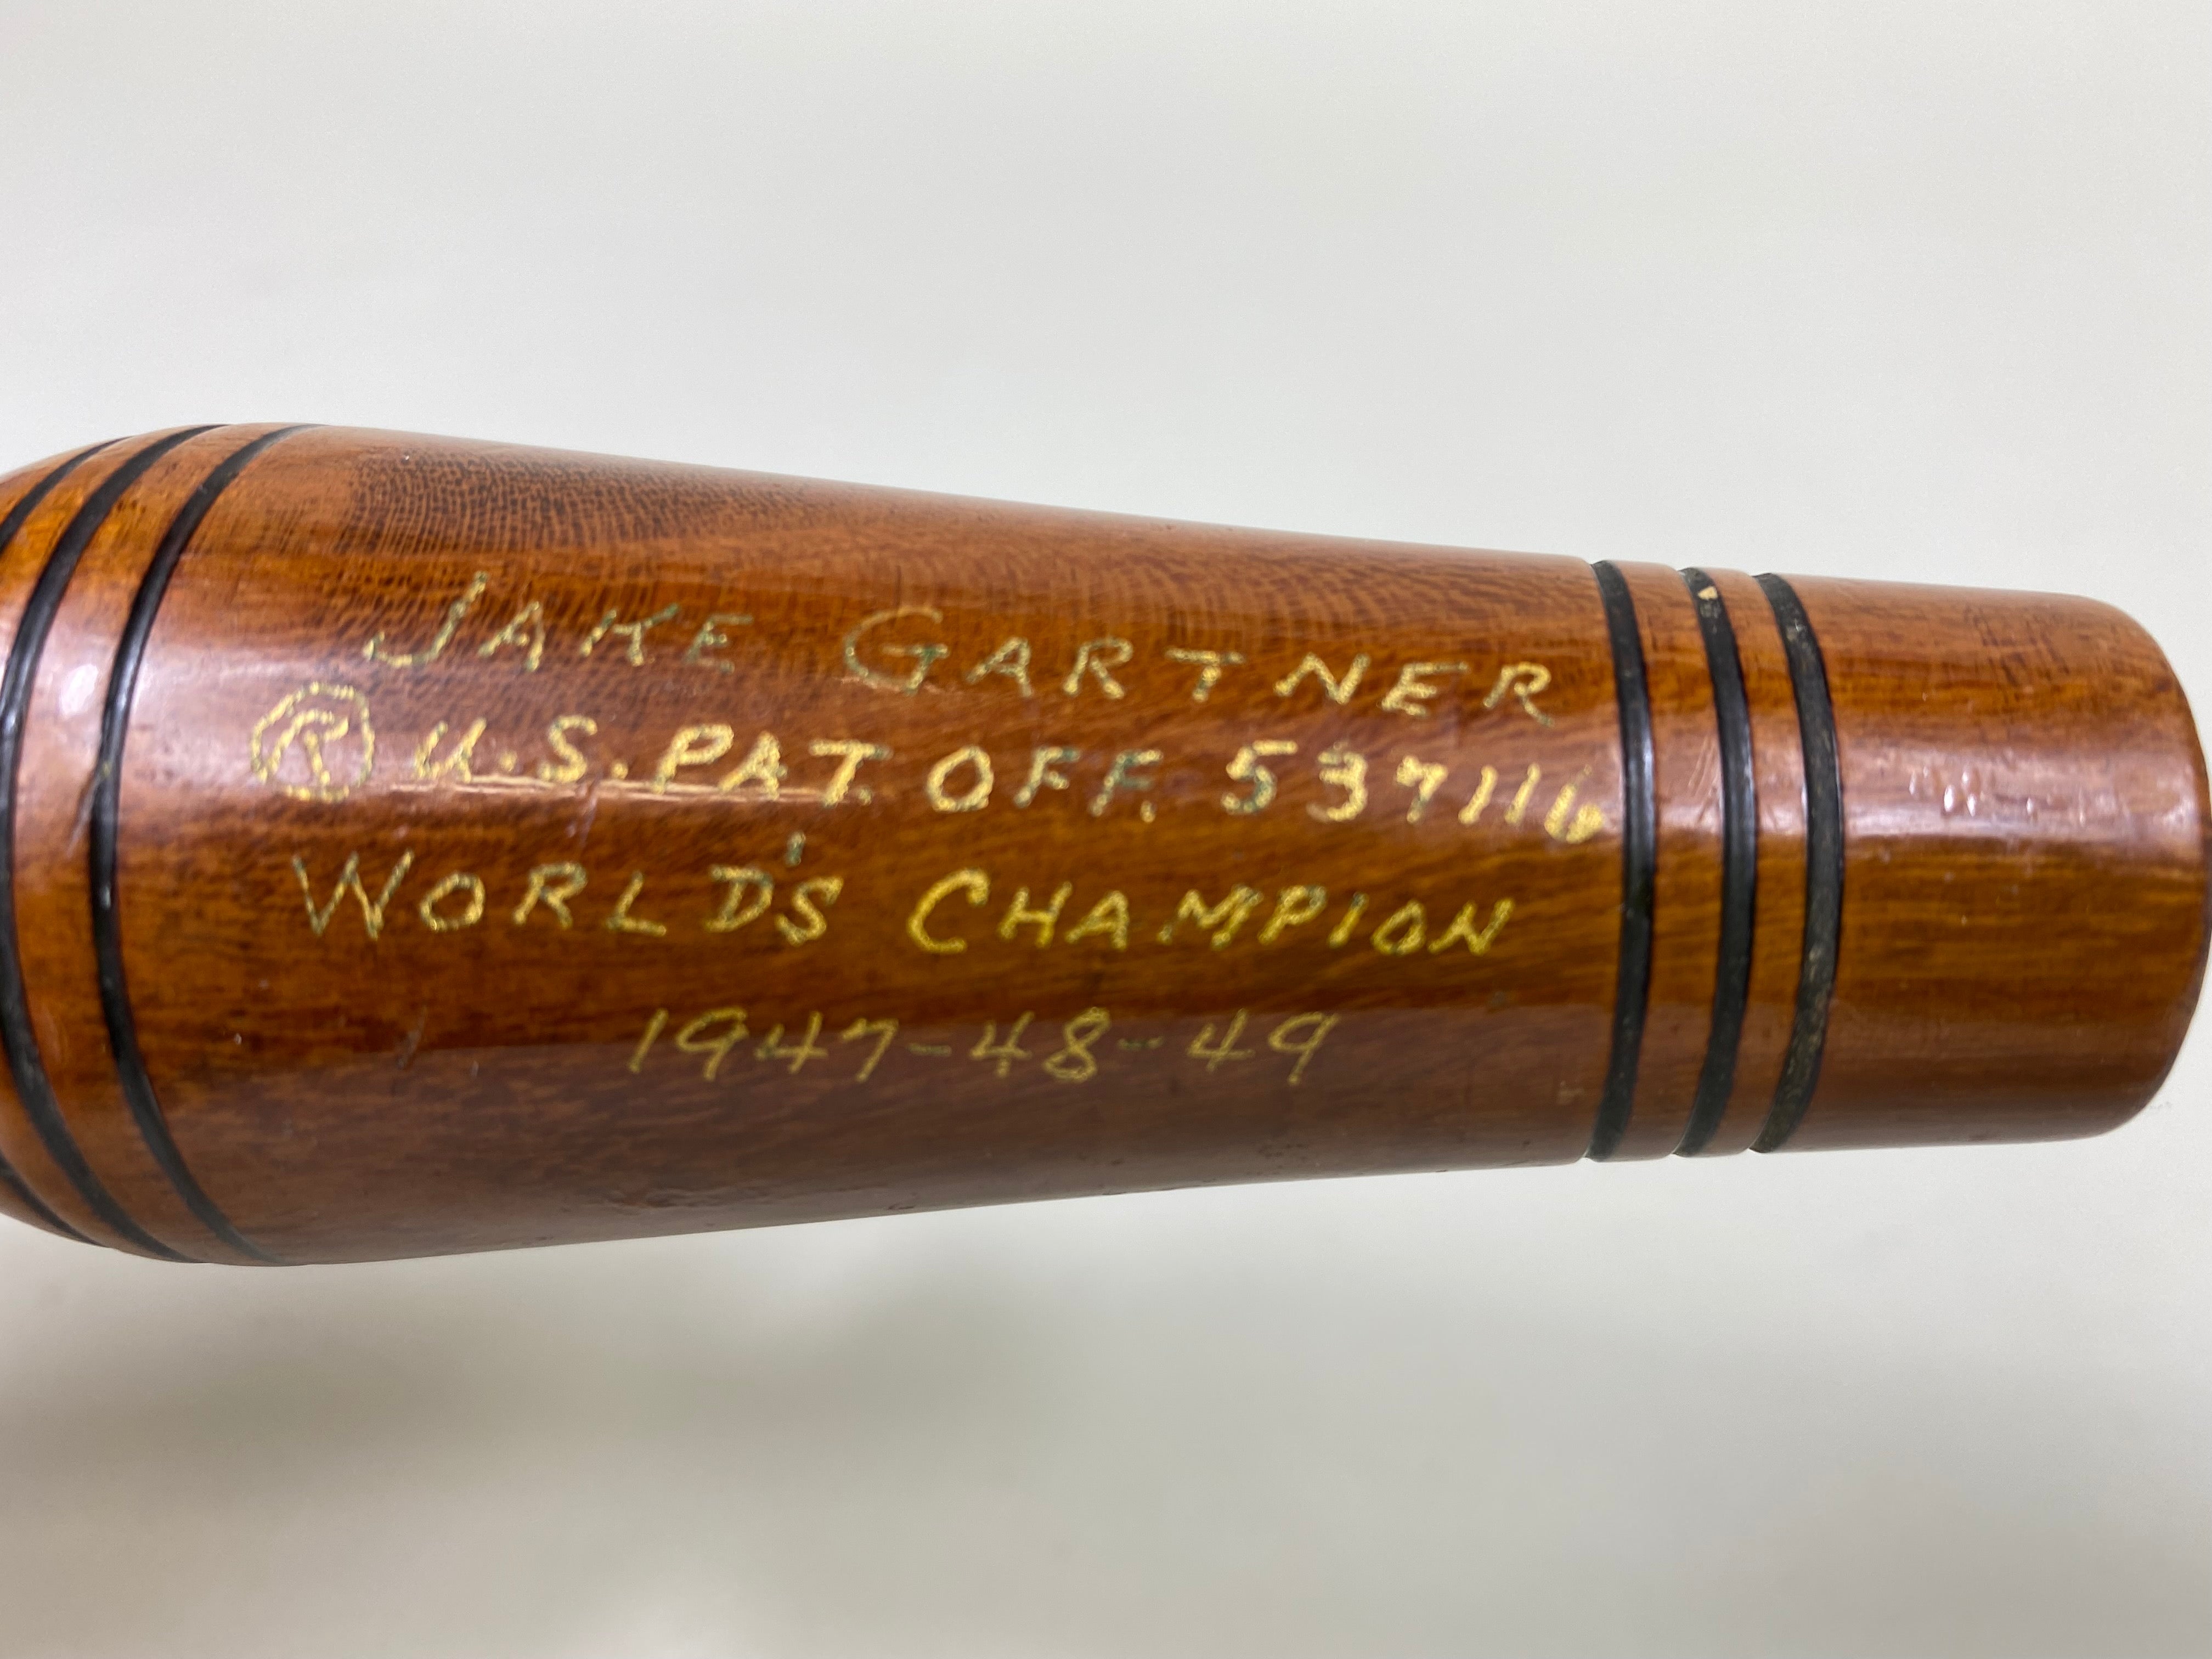 JAKE GARTNER
® U.S. PAT. OFF. 537116
WORLD'S CHAMPION
1947-48-49